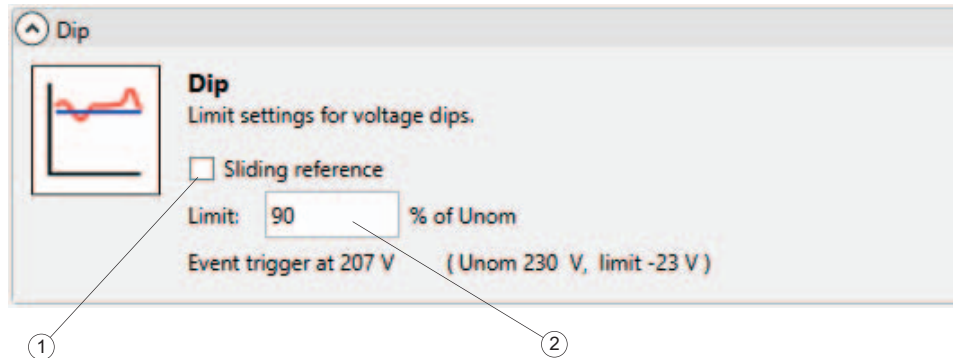 Dip
Dip
Limit settings for voltage dips.
Sliding reference
Limit: 90 % of Unom
Event trigger at 207 V ( Unom 230 V, limit -23 V )
1 2